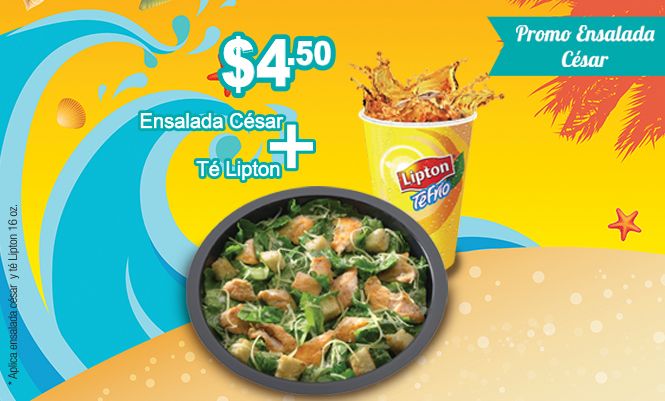 Promo Ensalada
César
$4.50
Ensalada César
+
Té Lipton
Lipton
Té Frío
* Aplica ensalada césar y té Lipton 16 oz.